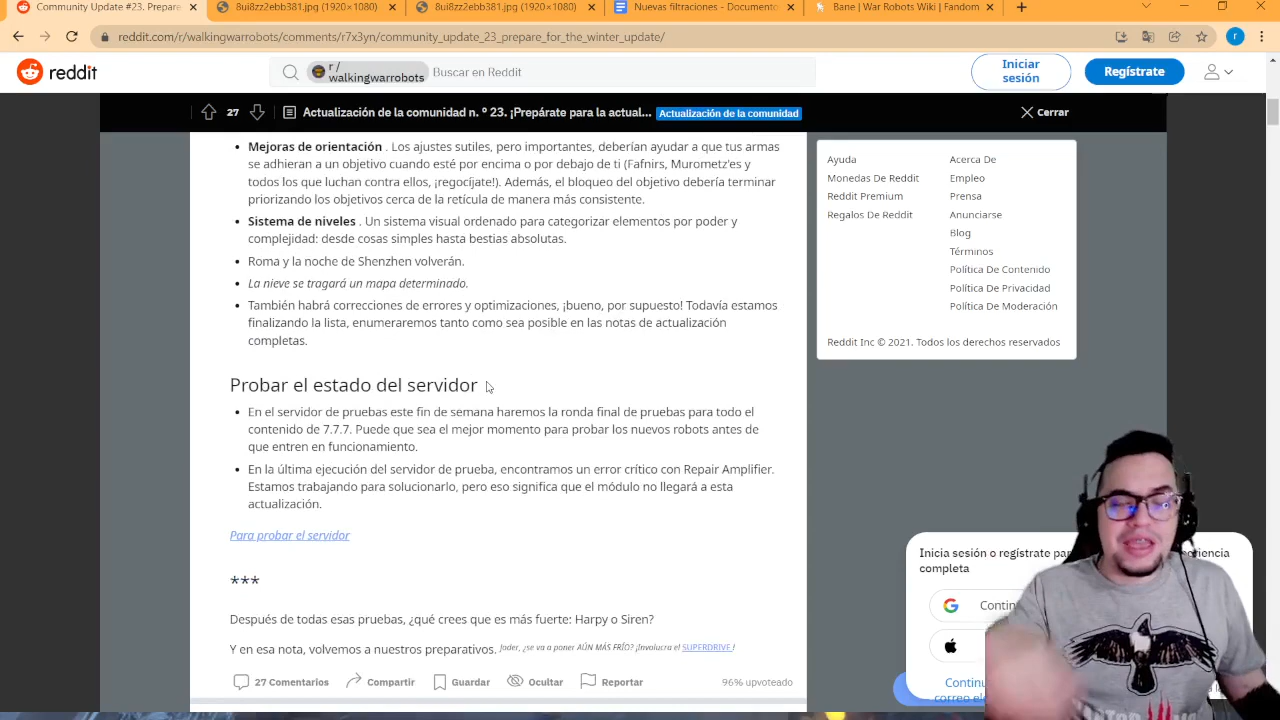 Community Update #23. Prepare
8ui8zz2ebb381.jpg (1920×1080)
8ui8zz2ebb381.jpg (1920×1080)
Nuevas filtraciones - Documento
Bane | War Robots Wiki | Fandom
reddit.com/r/walkingwarrobots/comments/r7x3yn/community_update_23_prepare_for_the_winter_update/
r
reddit
r /
walkingwarrobots
Buscar en Reddit
Iniciar
sesión
Regístrate
27
Actualización de la comunidad n. º 23. ¡Prepárate para la actual...
Actualización de la comunidad
Cerrar
Mejoras de orientación . Los ajustes sutiles, pero importantes, deberían ayudar a que tus armas
se adhieran a un objetivo cuando esté por encima o por debajo de ti (Fafnirs, Murometz'es y
todos los que luchan contra ellos, ¡regocíjate!). Además, el bloqueo del objetivo debería terminar
priorizando los objetivos cerca de la retícula de manera más consistente.
Sistema de niveles . Un sistema visual ordenado para categorizar elementos por poder y
complejidad: desde cosas simples hasta bestias absolutas.
Roma y la noche de Shenzhen volverán.
La nieve se tragará un mapa determinado.
También habrá correcciones de errores y optimizaciones, ¡bueno, por supuesto! Todavía estamos
finalizando la lista, enumeraremos tanto como sea posible en las notas de actualización
completas.
Probar el estado del servidor
En el servidor de pruebas este fin de semana haremos la ronda final de pruebas para todo el
contenido de 7.7.7. Puede que sea el mejor momento para probar los nuevos robots antes de
que entren en funcionamiento.
En la última ejecución del servidor de prueba, encontramos un error crítico con Repair Amplifier.
Estamos trabajando para solucionarlo, pero eso significa que el módulo no llegará a esta
actualización.
Para probar el servidor
***
Después de todas esas pruebas, ¿qué crees que es más fuerte: Harpy o Siren?
Y en esa nota, volvemos a nuestros preparativos. Joder, ¿se va a poner AÚN MÁS FRÍO? ¡Involucra el SUPERDRIVE !
27 Comentarios
Compartir
Guardar
Ocultar
Reportar
96% upvoteado
Ayuda
Acerca De
Monedas De Reddit
Empleo
Reddit Premium
Prensa
Regalos De Reddit
Anunciarse
Blog
Términos
Política De Contenido
Política De Privacidad
Política De Moderación
Reddit Inc © 2021. Todos los derechos reservados
Inicia sesión o regístrate
completa